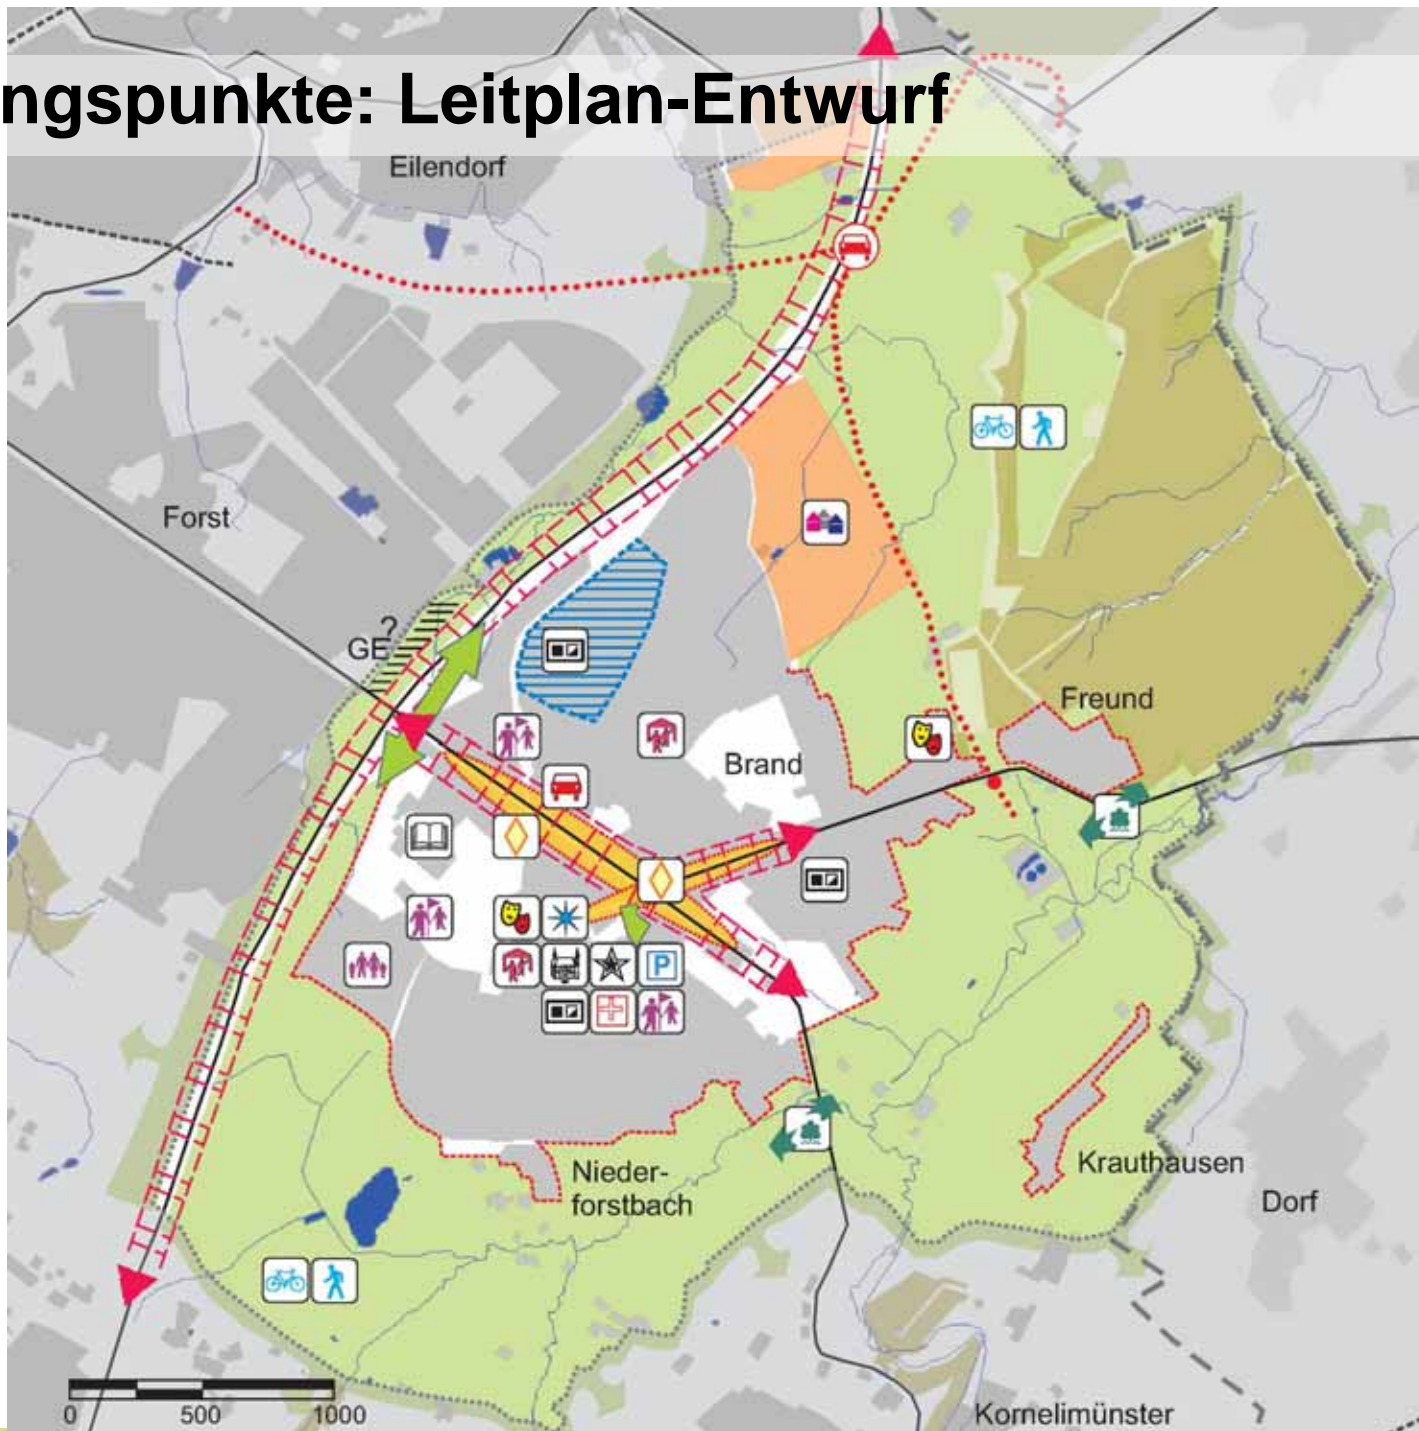 ngspunkte: Leitplan-Entwurf
Eilendorf
Forst
?
GE
Freund
Brand
P
Nieder-
forstbach
Krauthausen
Dorf
0 500 1000
Kornelimünster